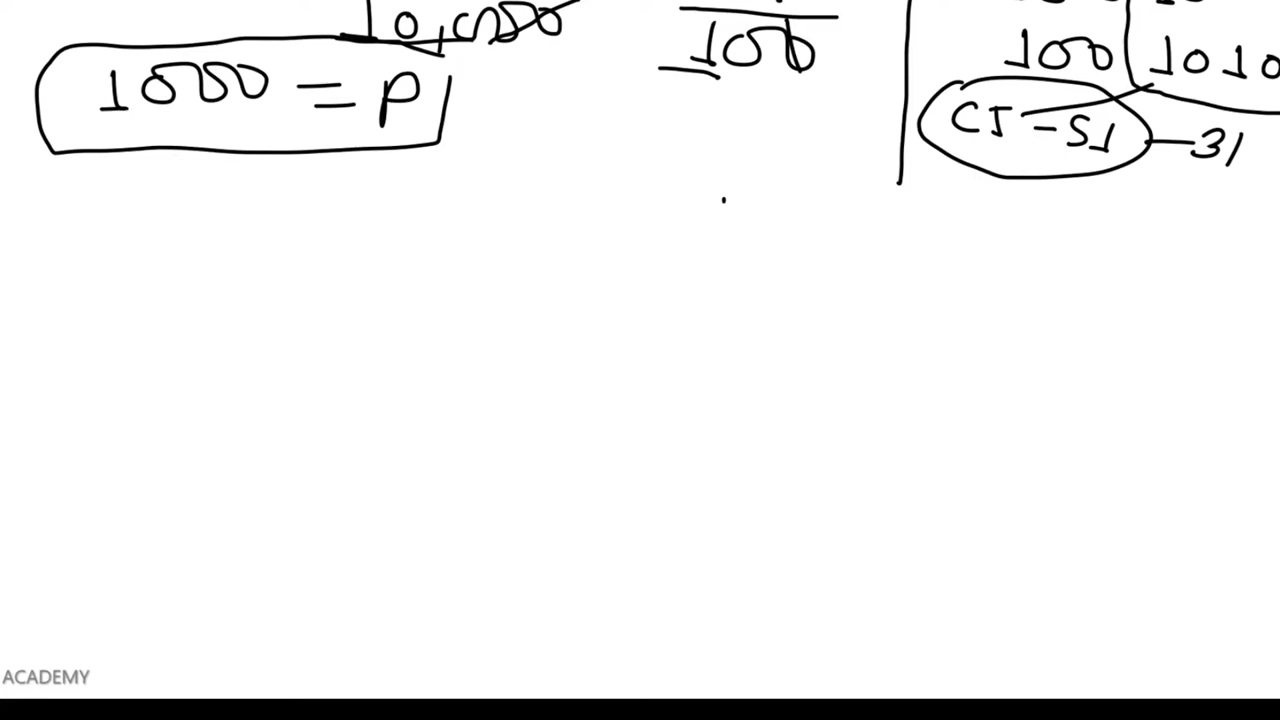 10,000
1000 = P
100
100 1010
CI - SI - 31
ACADEMY